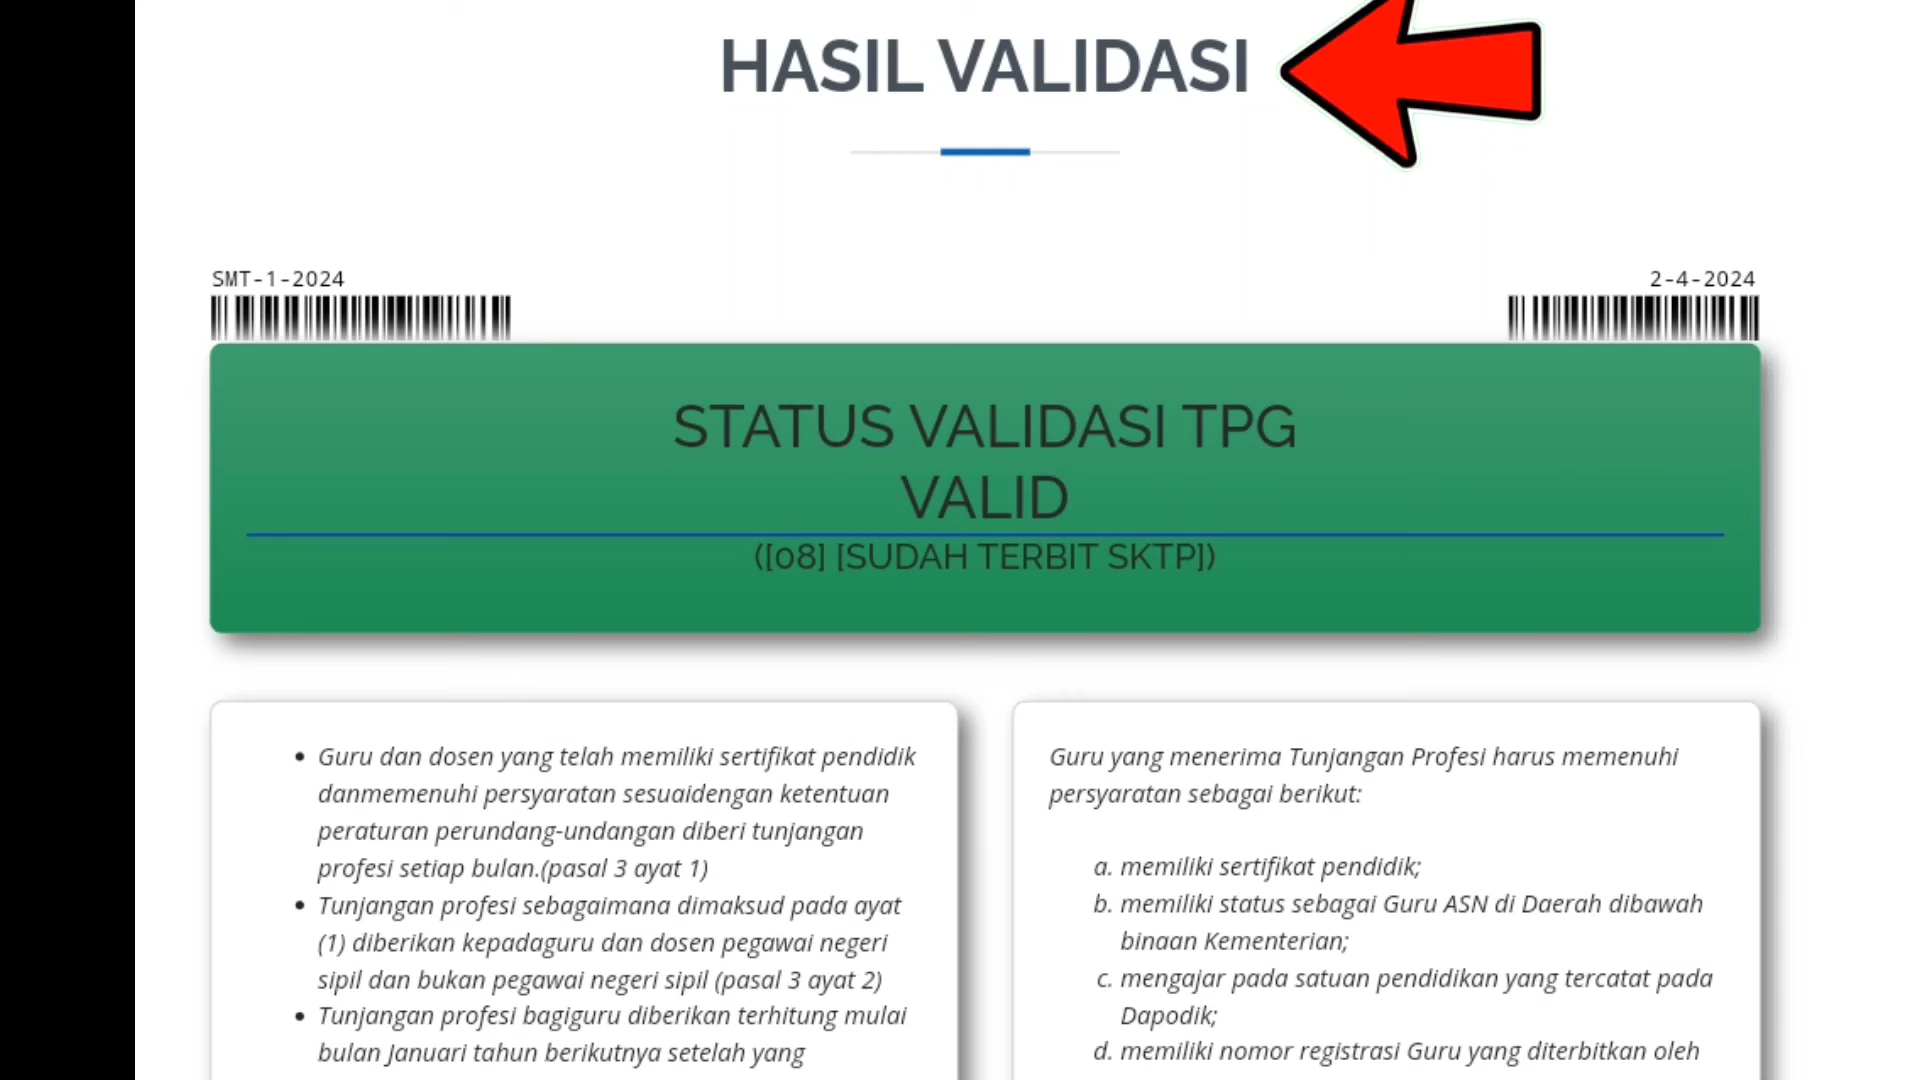 HASIL VALIDASI
SMT-1-2024
2-4-2024
STATUS VALIDASI TPG
VALID
([08] [SUDAH TERBIT SKTP])
• Guru dan dosen yang telah memiliki sertifikat pendidik
danmemenuhi persyaratan sesuaidengan ketentuan
peraturan perundang-undangan diberi tunjangan
profesi setiap bulan.(pasal 3 ayat 1)
• Tunjangan profesi sebagaimana dimaksud pada ayat
(1) diberikan kepadaguru dan dosen pegawai negeri
sipil dan bukan pegawai negeri sipil (pasal 3 ayat 2)
• Tunjangan profesi bagiguru diberikan terhitung mulai
bulan Januari tahun berikutnya setelah yang
Guru yang menerima Tunjangan Profesi harus memenuhi
persyaratan sebagai berikut:
a. memiliki sertifikat pendidik;
b. memiliki status sebagai Guru ASN di Daerah dibawah
binaan Kementerian;
c. mengajar pada satuan pendidikan yang tercatat pada
Dapodik;
d. memiliki nomor registrasi Guru yang diterbitkan oleh